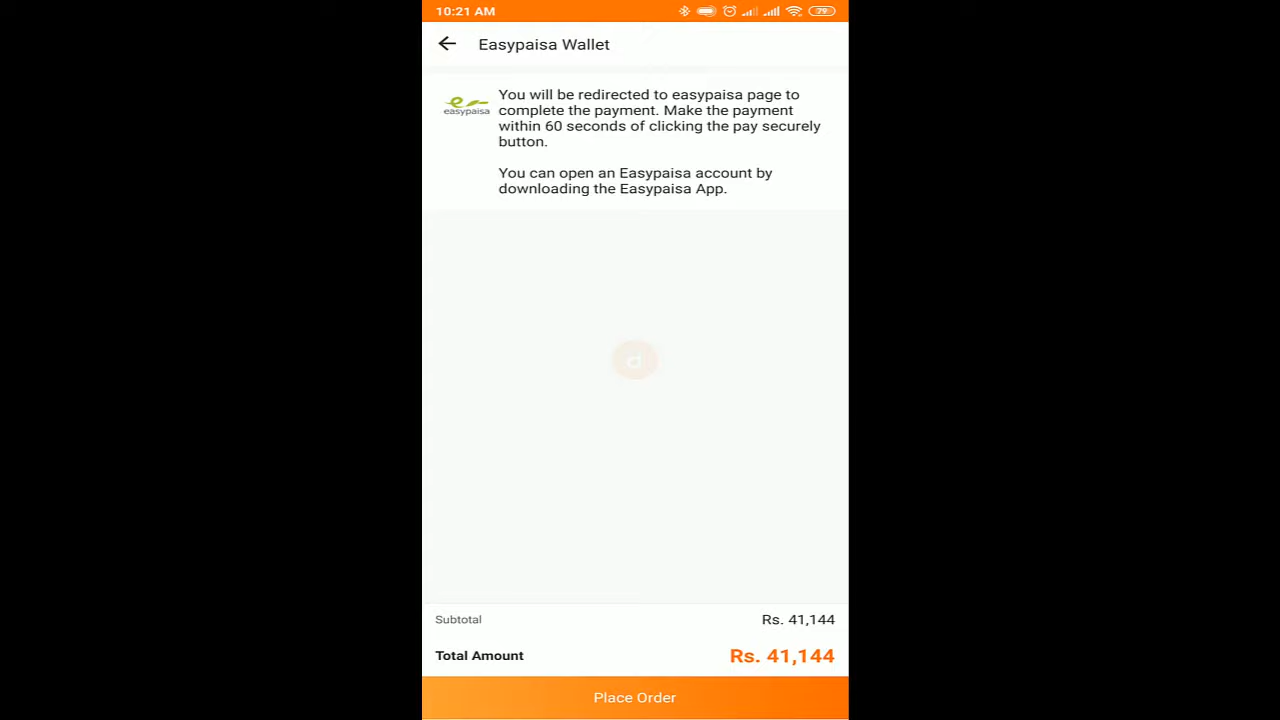 10:21 AM
79
Easypaisa Wallet
easypaisa
You will be redirected to easypaisa page to
complete the payment. Make the payment
within 60 seconds of clicking the pay securely
button.
You can open an Easypaisa account by
downloading the Easypaisa App.
d
Subtotal Rs. 41,144
Total Amount Rs. 41,144
Place Order